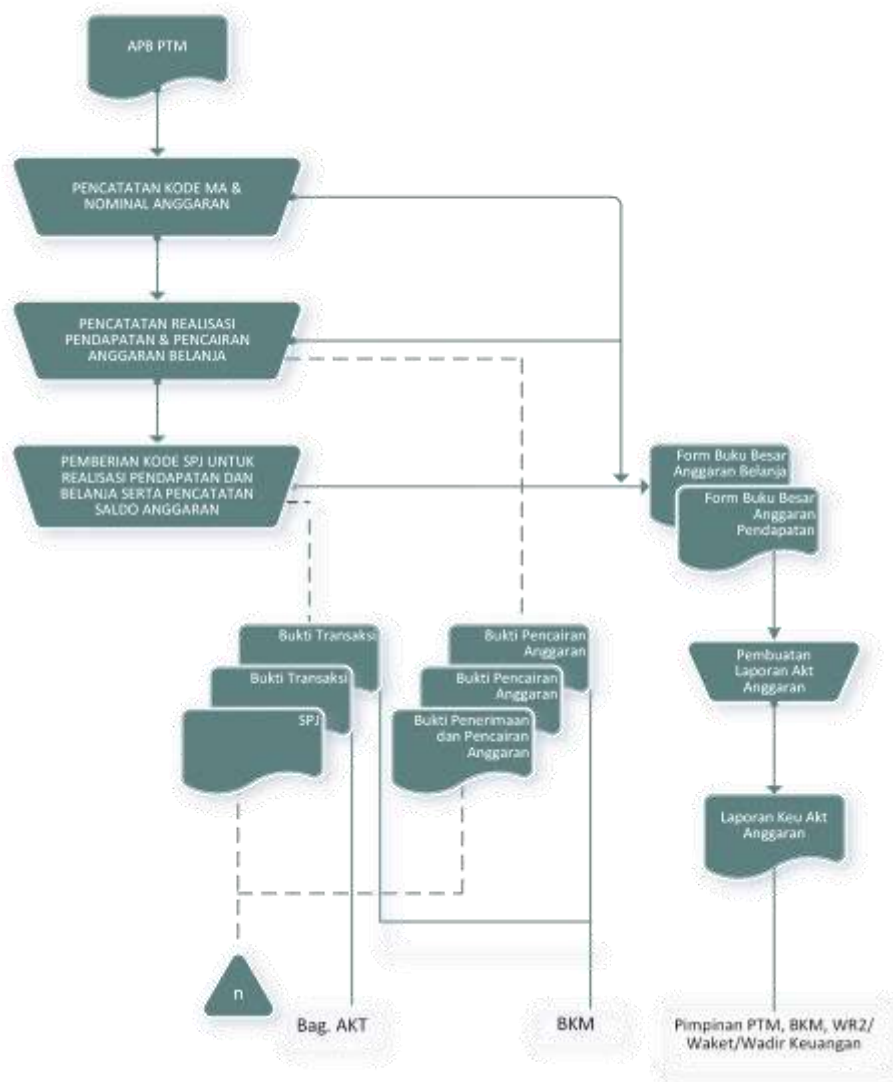 APB PTM
PENCATATAN KODE MA &
NOMINAL ANGGARAN
PENCATATAN REALISASI
PENDAPATAN & PENCAIRAN
ANGGARAN BELANJA
PEMBERIAN KODE SPJ UNTUK
REALISASI PENDAPATAN DAN
BELANJA SERTA PENCATATAN
SALDO ANGGARAN
Form Buku Besar
Anggaran Belanja
Form Buku Besar
Anggaran
Pendapatan
Bukti Transaksi
Bukti Transaksi
SPJ
Bukti Pencairan
Anggaran
Bukti Pencairan
Anggaran
Bukti Penerimaan
dan Pencairan
Anggaran
Pembuatan
Laporan Akt
Anggaran
Laporan Keu Akt
Anggaran
n
Bag. AKT
BKM
Pimpinan PTM, BKM, WR2/
Waket/Wadir Keuangan